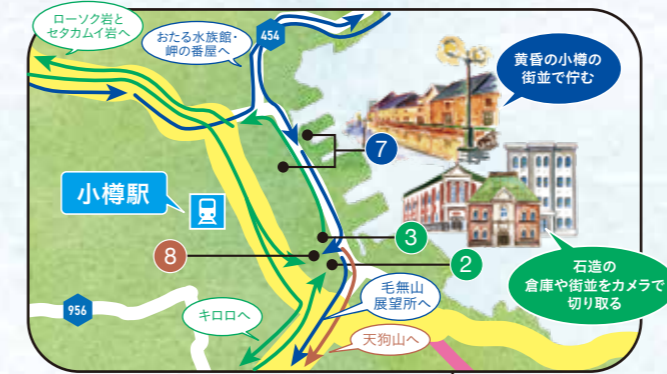 ローソク岩と
セタカムイ岩へ
おたる水族館・
岬の番屋へ
454
黄昏の小樽の
街並で佇む
7
小樽駅
3
8
2
石造の
倉庫や街並をカメラで
切り取る
956
毛無山
展望所へ
キロロへ
天狗山へ